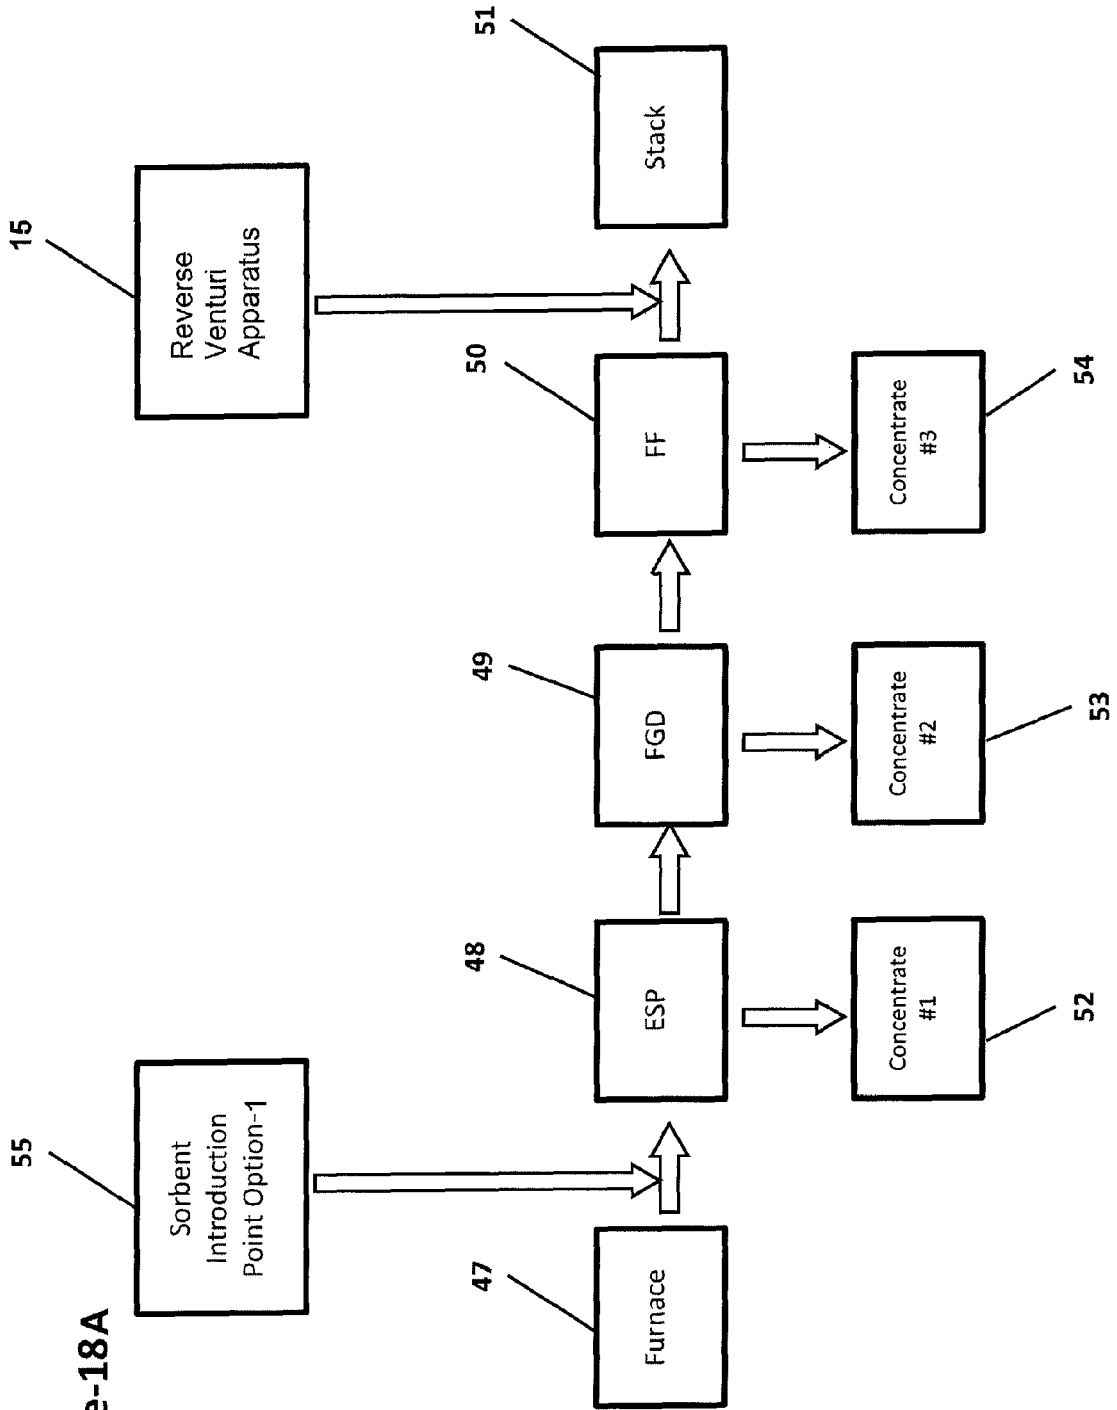 e-18A
55
15
Sorbent
Introduction
Point Option-1
Reverse
Venturi
Apparatus
47
48
49
50
51
Furnace
ESP
FGD
FF
Stack
Concentrate
#1
Concentrate
#2
Concentrate
#3
52
53
54